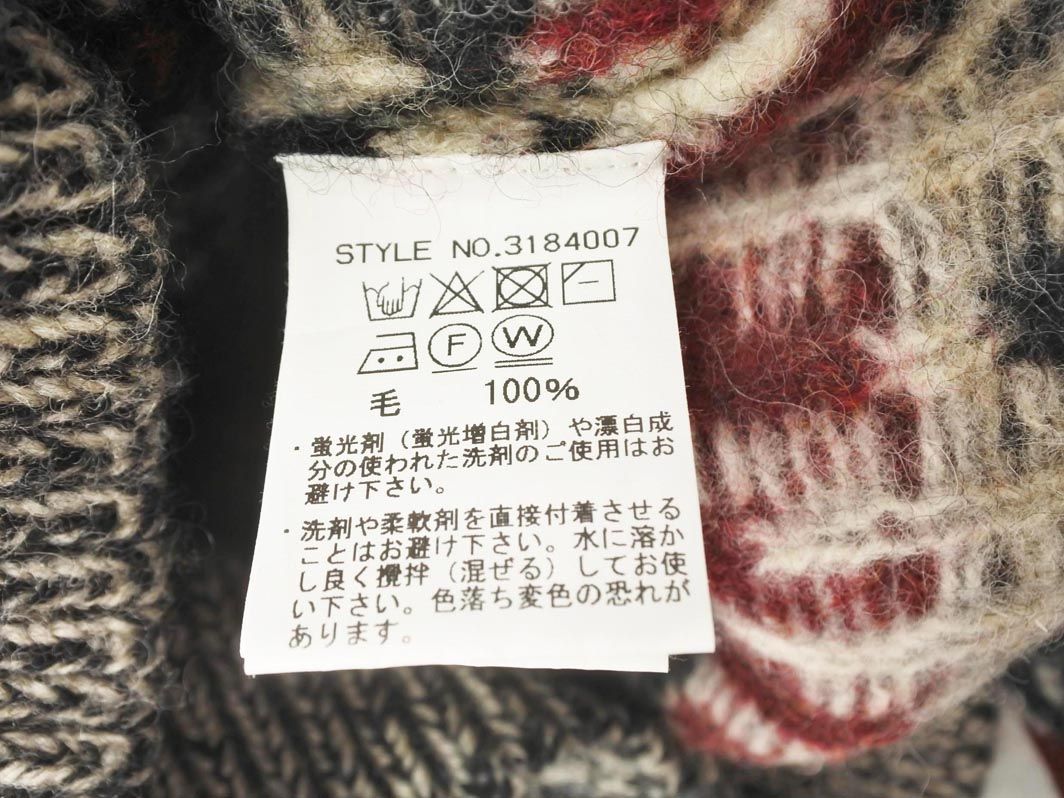 STYLE NO.3184007
F W
毛 100%
・蛍光剤（蛍光増白剤）や漂白成
分の使われた洗剤のご使用はお
避け下さい。
・洗剤や柔軟剤を直接付着させる
ことはお避け下さい。水に溶か
し良く攪拌（混ぜる）してお使
い下さい。色落ち変色の恐れが
あります。